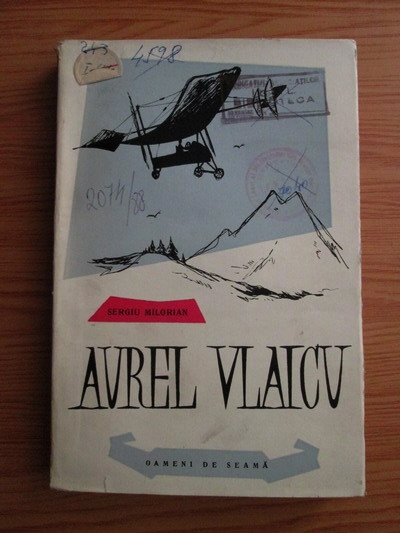 4598
2074/88
SERGIU MILORIAN
AUREL VLAICU
OAMENI DE SEAMĂ